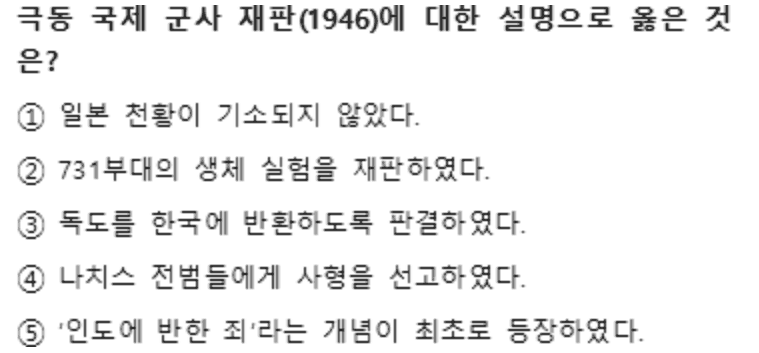 극동 국제 군사 재판(1946)에 대한 설명으로 옳은 것
은?
① 일본 천황이 기소되지 않았다.
② 731부대의 생체 실험을 재판하였다.
③ 독도를 한국에 반환하도록 판결하였다.
④ 나치스 전범들에게 사형을 선고하였다.
⑤ '인도에 반한 죄'라는 개념이 최초로 등장하였다.